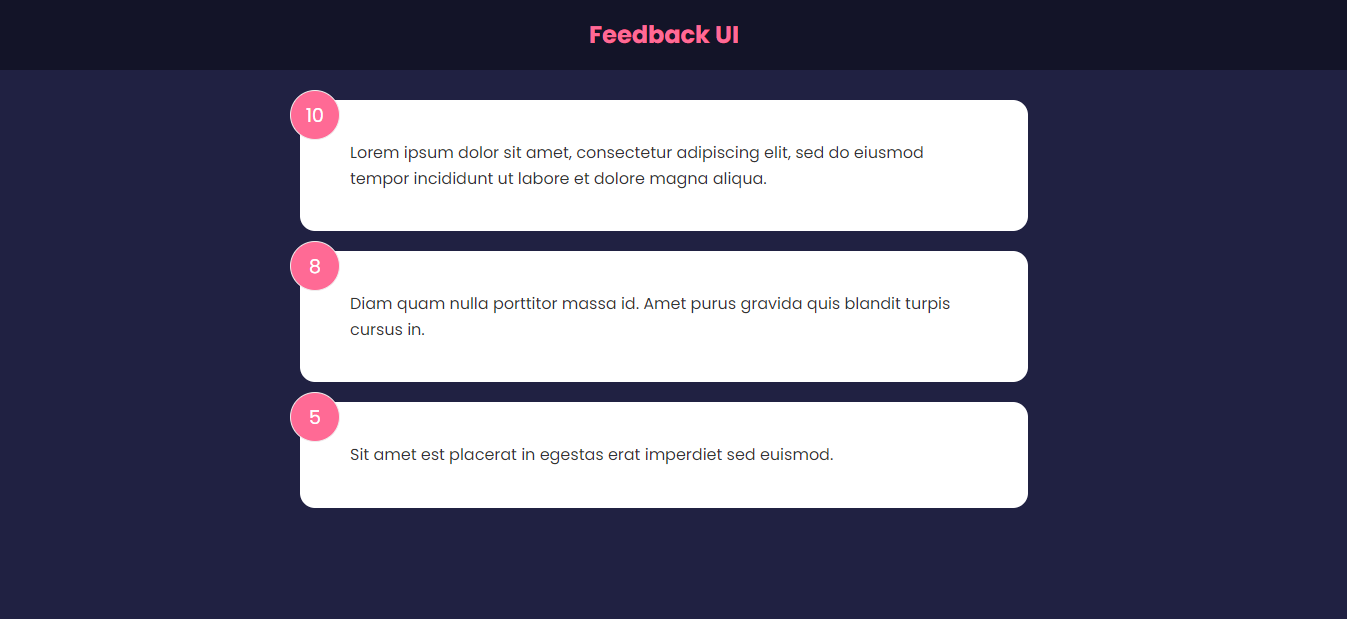 Feedback UI
10
Lorem ipsum dolor sit amet, consectetur adipiscing elit, sed do eiusmod
tempor incididunt ut labore et dolore magna aliqua.
8
Diam quam nulla porttitor massa id. Amet purus gravida quis blandit turpis
cursus in.
5
Sit amet est placerat in egestas erat imperdiet sed euismod.